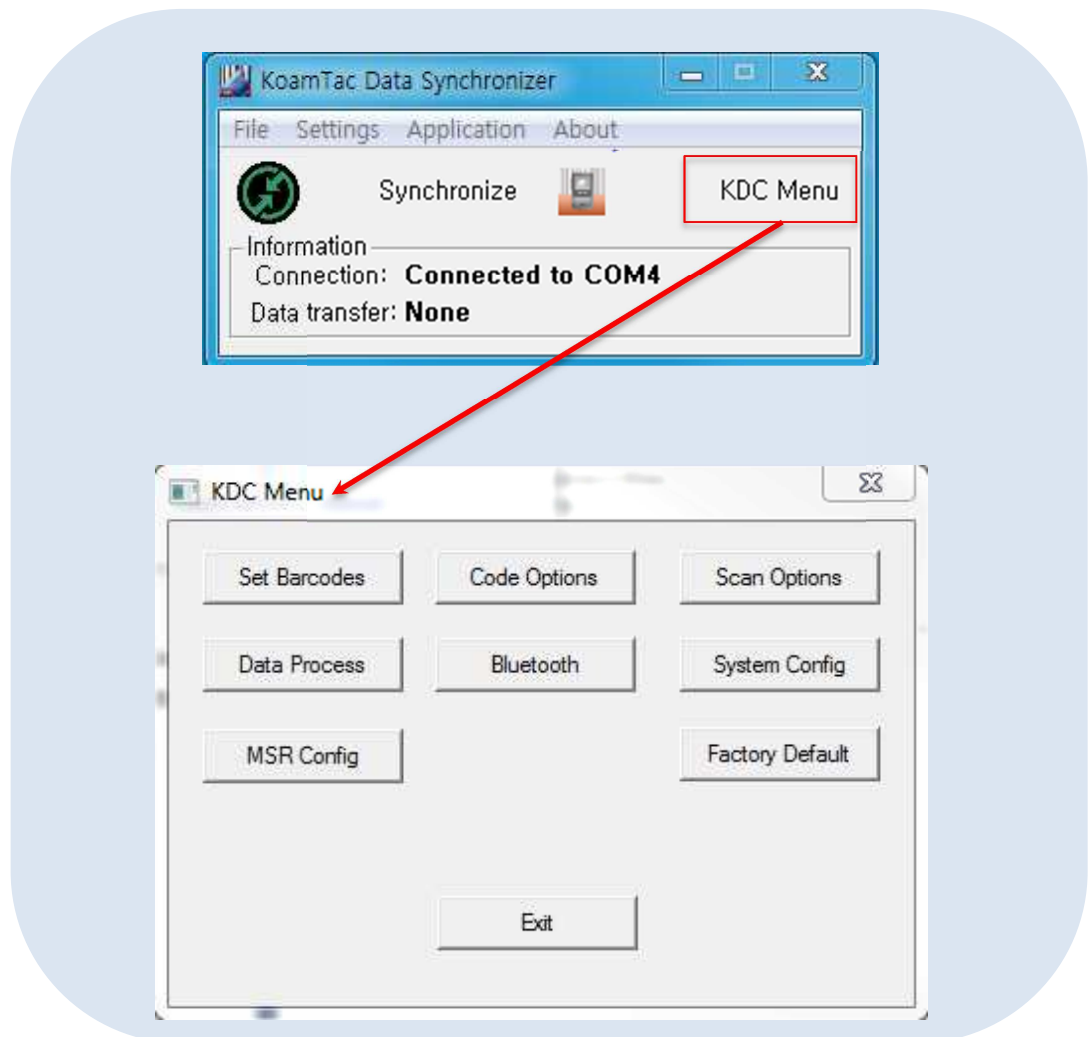 KoamTac Data Synchronizer
File Settings Application About
Synchronize KDC Menu
Information
Connection: Connected to COM4
Data transfer: None
KDC Menu
Set Barcodes Code Options Scan Options
Data Process Bluetooth System Config
MSR Config Factory Default
Exit